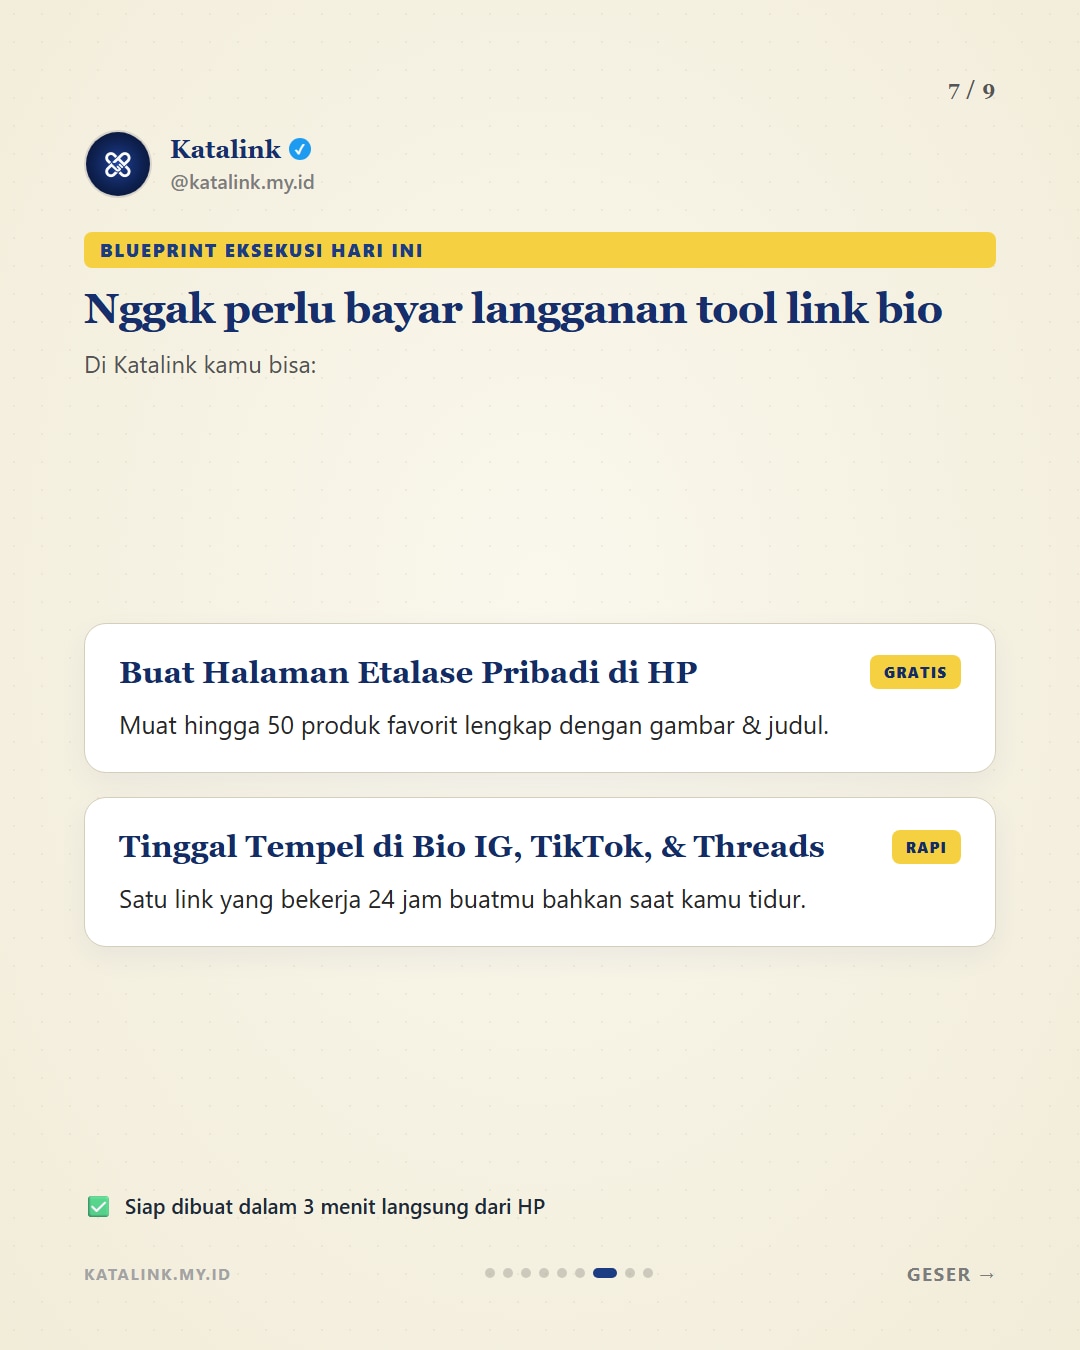 7 / 9
Katalink
@katalink.my.id
BLUEPRINT EKSEKUSI HARI INI
Nggak perlu bayar langganan tool link bio
Di Katalink kamu bisa:
Buat Halaman Etalase Pribadi di HP
GRATIS
Muat hingga 50 produk favorit lengkap dengan gambar & judul.
Tinggal Tempel di Bio IG, TikTok, & Threads
RAPI
Satu link yang bekerja 24 jam buatmu bahkan saat kamu tidur.
✅ Siap dibuat dalam 3 menit langsung dari HP
KATALINK.MY.ID
GESER →